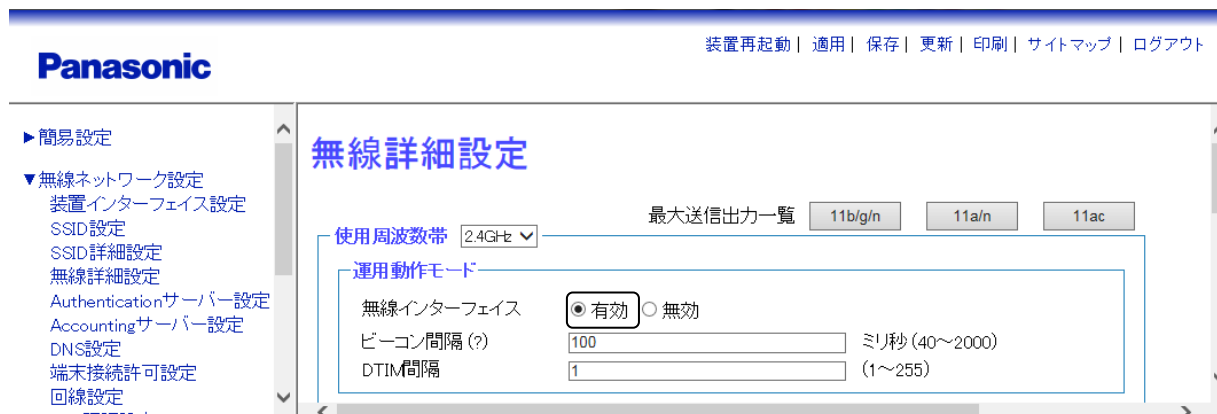 装置再起動| 適用| 保存| 更新| 印刷| サイトマップ| ログアウト
Panasonic
▶簡易設定
▼無線ネットワーク設定
装置インターフェイス設定
SSID設定
SSID詳細設定
無線詳細設定
Authenticationサーバー設定
Accountingサーバー設定
DNS設定
端末接続許可設定
回線設定
無線詳細設定
最大送信出力一覧 11b/g/n 11a/n 11ac
使用周波数帯 2.4GHz
運用動作モード
無線インターフェイス 有効 無効
ビーコン間隔(?) 100 ミリ秒(40～2000)
DTIM間隔 1 (1～255)